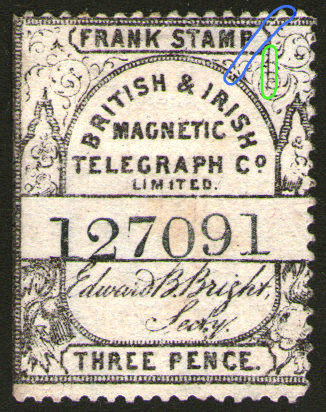 FRANK STAMP
BRITISH & IRISH
MAGNETIC
TELEGRAPH Co
LIMITED.
127091
Edward B. Bright,
Secy.
THREE PENCE.